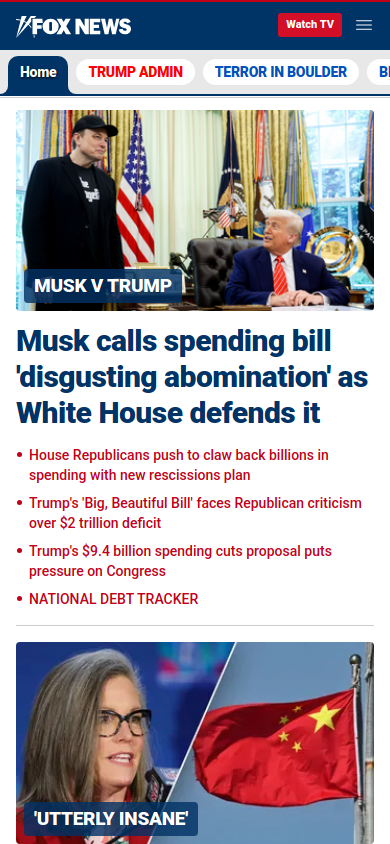 FOX NEWS
Watch TV
Home
TRUMP ADMIN
TERROR IN BOULDER
MUSK V TRUMP
Musk calls spending bill
'disgusting abomination' as
White House defends it
• House Republicans push to claw back billions in
spending with new rescissions plan
• Trump's 'Big, Beautiful Bill' faces Republican criticism
over $2 trillion deficit
• Trump's $9.4 billion spending cuts proposal puts
pressure on Congress
• NATIONAL DEBT TRACKER
'UTTERLY INSANE'